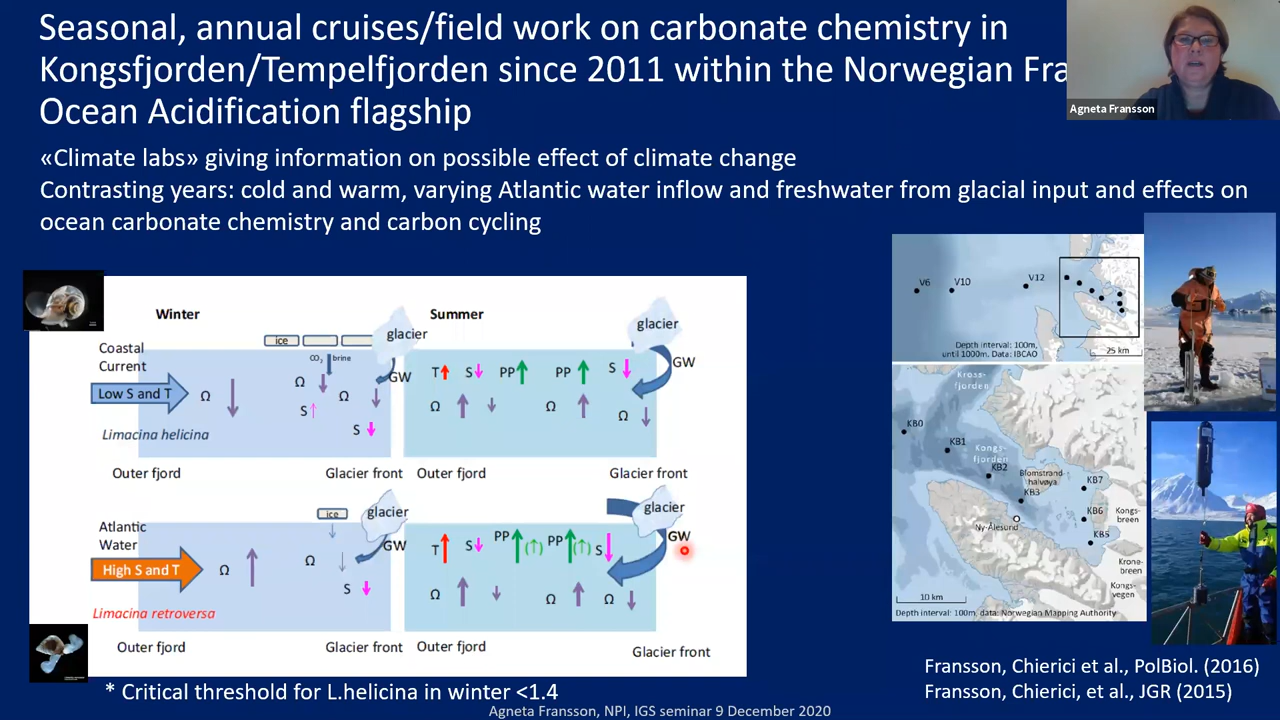 Seasonal, annual cruises/field work on carbonate chemistry in
Kongsfjorden/Tempelfjorden since 2011 within the Norwegian Fra
Ocean Acidification flagship
Agneta Fransson
«Climate labs» giving information on possible effect of climate change
Contrasting years: cold and warm, varying Atlantic water inflow and freshwater from glacial input and effects on
ocean carbonate chemistry and carbon cycling
Winter
Summer
ice
glacier
glacier
Coastal
Current
CO2
brine
GW
GW
Low S and T
Ω
Ω
Ω
S
S
T
S
PP
PP
S
Ω
Ω
Ω
Limacina helicina
Outer fjord
Glacier front
Outer fjord
Glacier front
ice
glacier
glacier
Atlantic
Water
GW
GW
High S and T
Ω
Ω
S
T
S
PP
(↑)
PP
(↑)
S
Ω
Ω
Ω
Limacina retroversa
Outer fjord
Glacier front
Outer fjord
Glacier front
* Critical threshold for L.helicina in winter <1.4
V6
V10
V12
Depth interval: 100m,
until 1000m. Data: IBCAO
25 km
Kross-
fjorden
KB0
KB1
Kongs-
fjorden
KB2
Blomstrand-
halvøya
KB3
KB7
Ny-Ålesund
KB6
Kongs-
breen
KB5
Krone-
breen
Kongs-
vegen
10 km
Depth interval: 100m, data: Norwegian Mapping Authority
Fransson, Chierici et al., PolBiol. (2016)
Fransson, Chierici, et al., JGR (2015)
Agneta Fransson, NPI, IGS seminar 9 December 2020